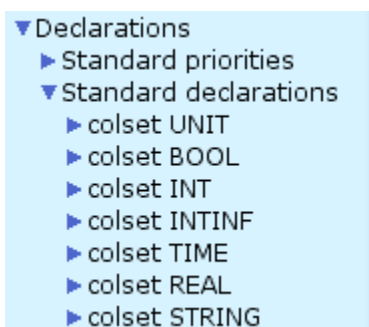 Declarations
Standard priorities
Standard declarations
colset UNIT
colset BOOL
colset INT
colset INTINF
colset TIME
colset REAL
colset STRING